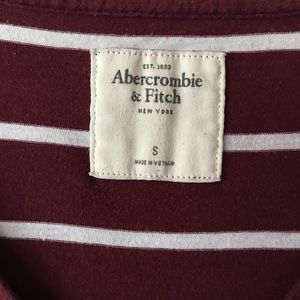 EST. 1892
Abercrombie
& Fitch
NEW YORK
S
MADE IN VIETNAM